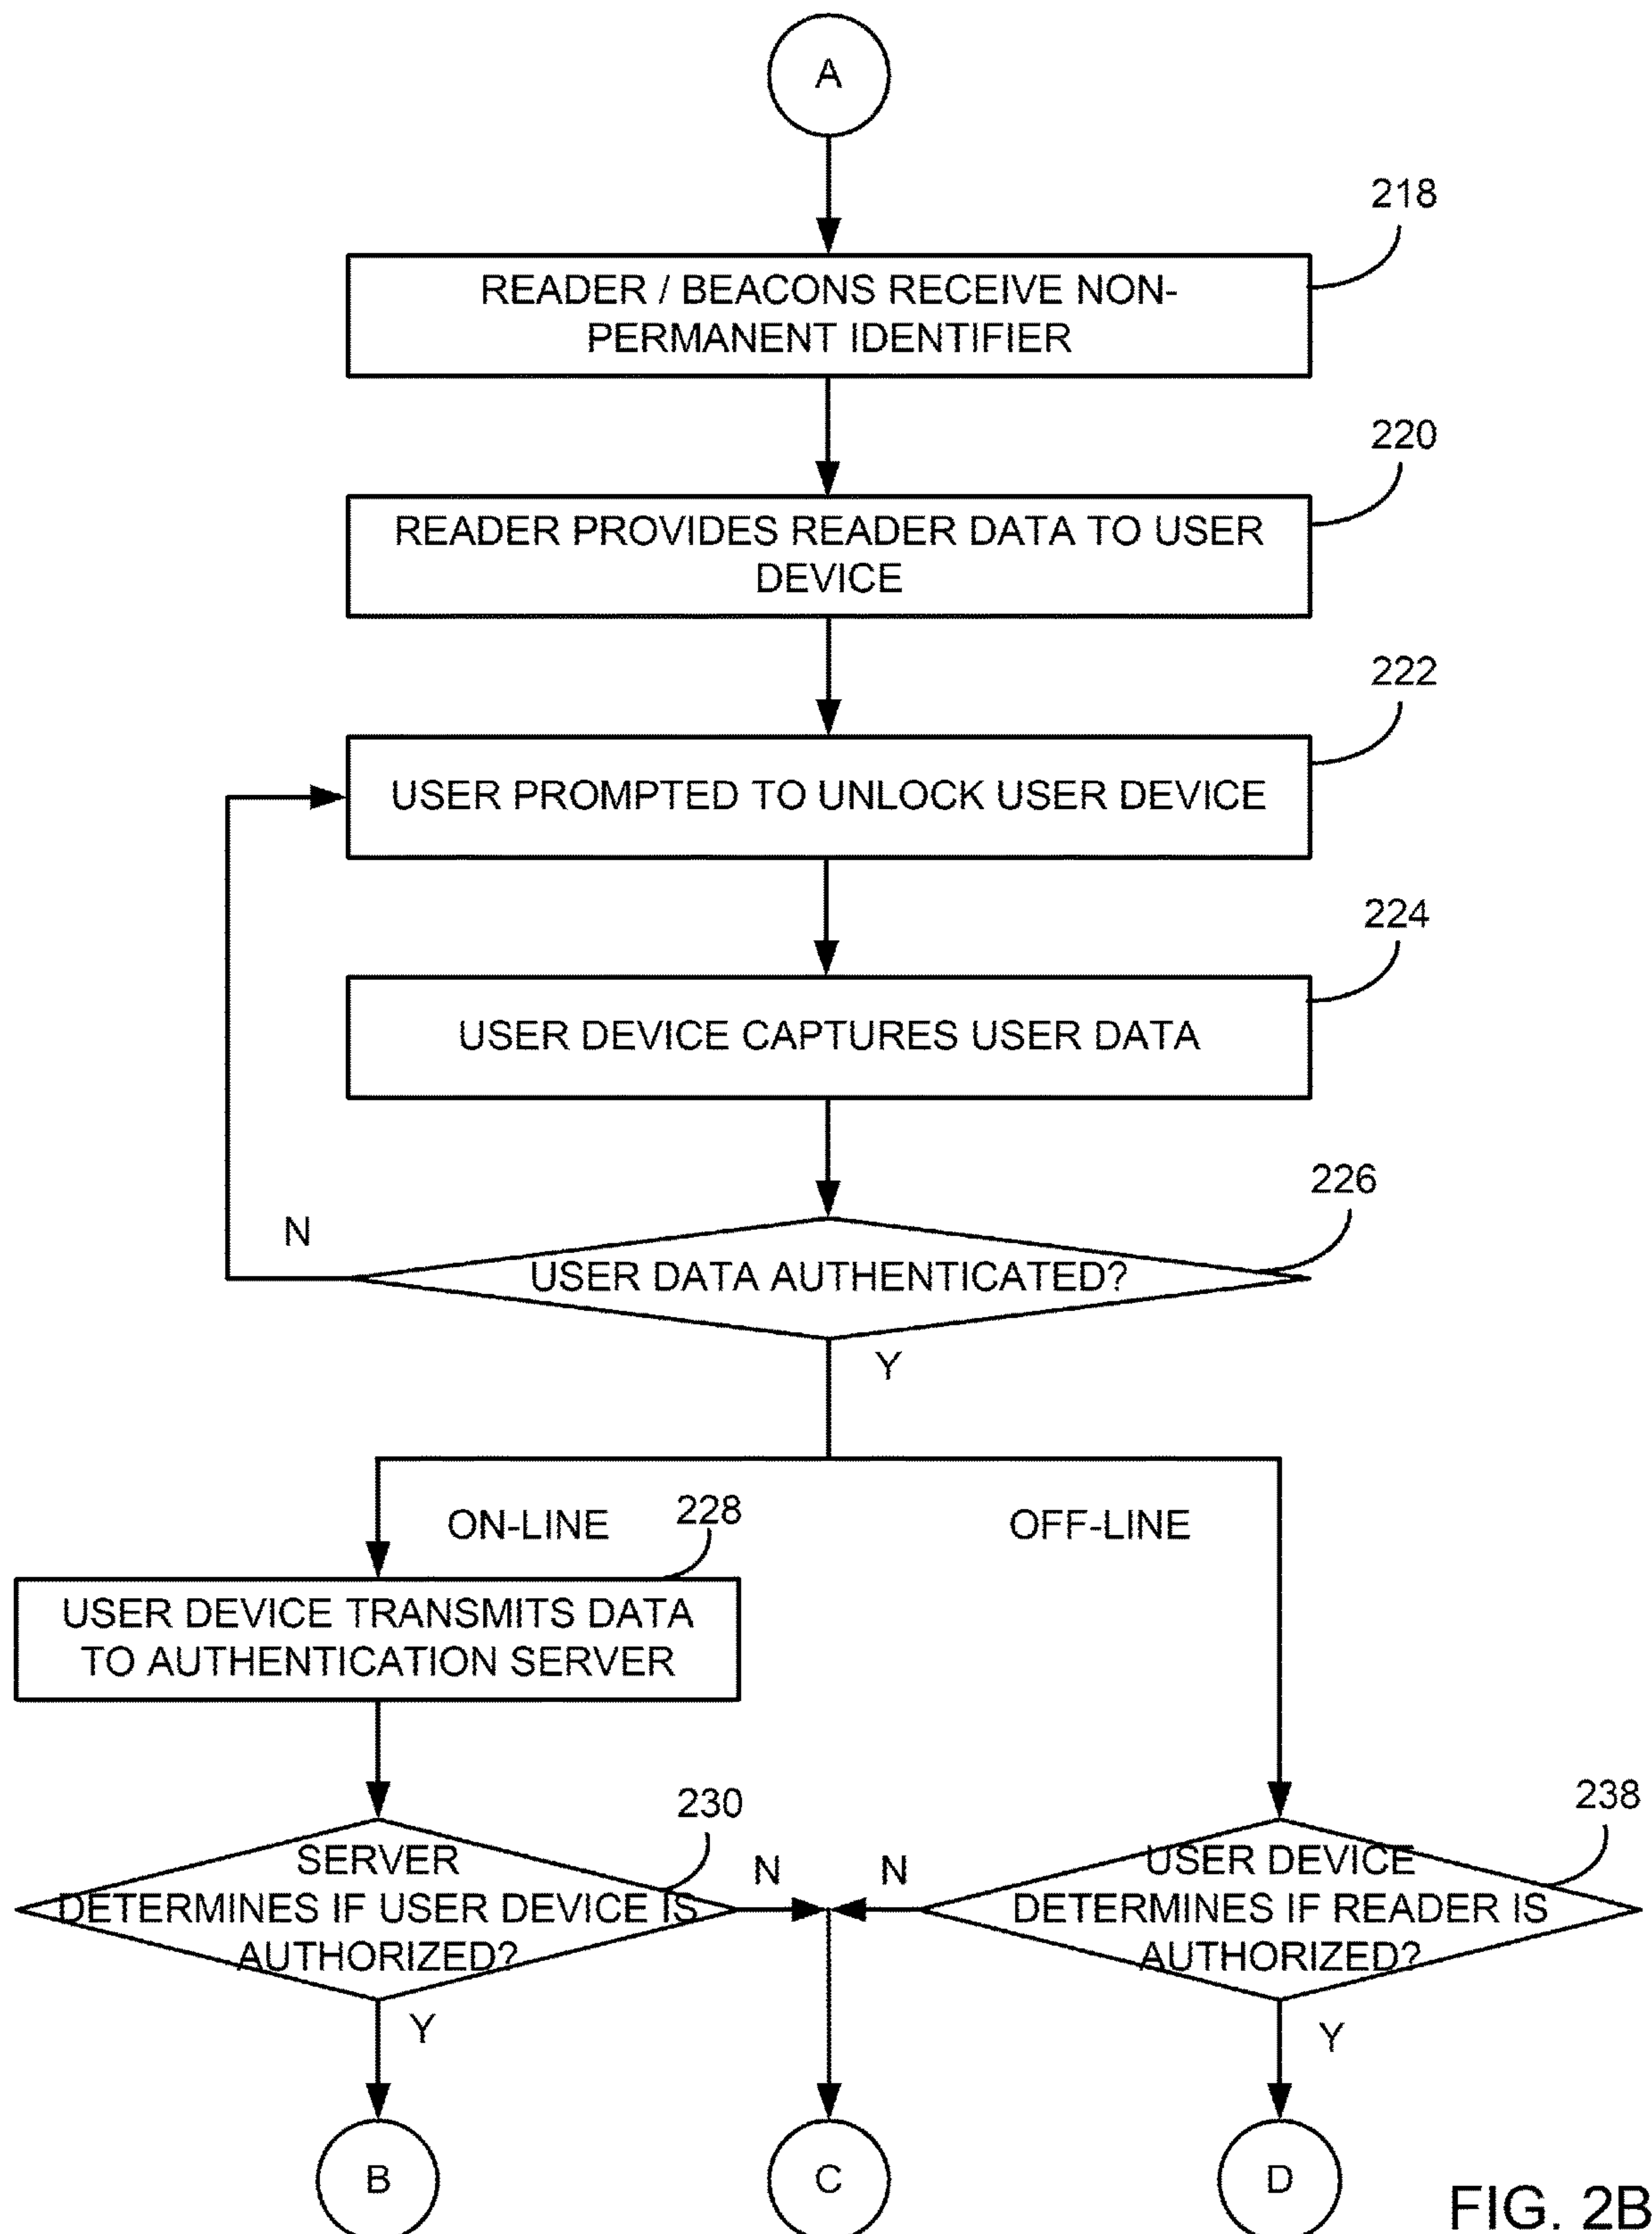 A
218
READER / BEACONS RECEIVE NON-
PERMANENT IDENTIFIER
220
READER PROVIDES READER DATA TO USER
DEVICE
222
USER PROMPTED TO UNLOCK USER DEVICE
224
USER DEVICE CAPTURES USER DATA
226
N
USER DATA AUTHENTICATED?
Y
ON-LINE
228
OFF-LINE
USER DEVICE TRANSMITS DATA
TO AUTHENTICATION SERVER
230
238
SERVER
DETERMINES IF USER DEVICE IS
AUTHORIZED?
N
N
USER DEVICE
DETERMINES IF READER IS
AUTHORIZED?
Y
Y
B
C
D
FIG. 2B